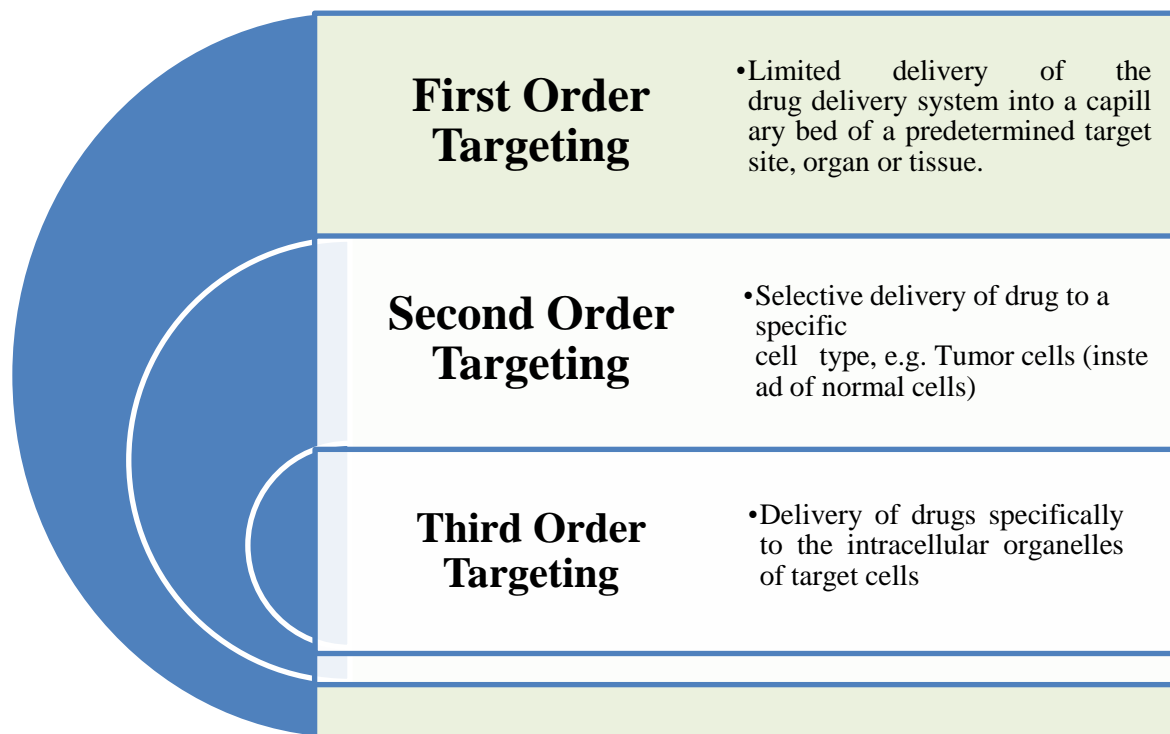 First Order
Targeting
•Limited delivery of the
drug delivery system into a capill
ary bed of a predetermined target
site, organ or tissue.
Second Order
Targeting
•Selective delivery of drug to a
specific
cell type, e.g. Tumor cells (inste
ad of normal cells)
Third Order
Targeting
•Delivery of drugs specifically
to the intracellular organelles
of target cells